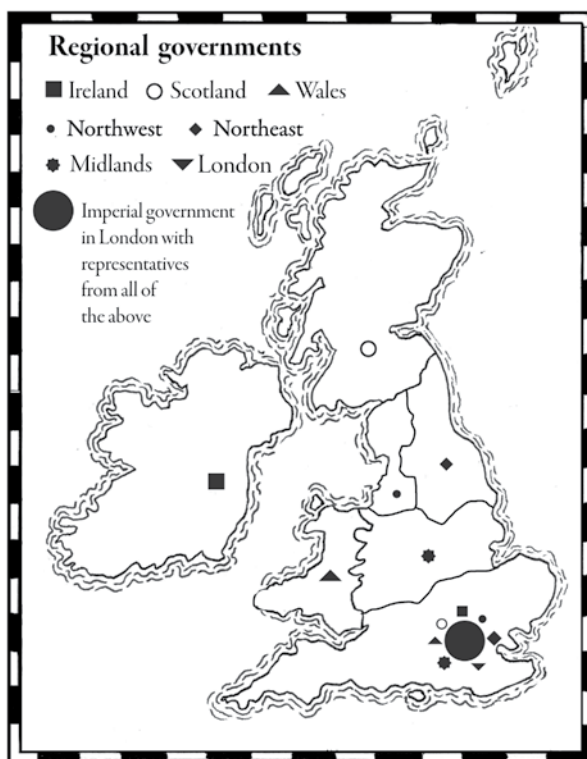 Regional governments
Ireland Scotland Wales
Northwest Northeast
Midlands London
Imperial government
in London with
representatives
from all of
the above